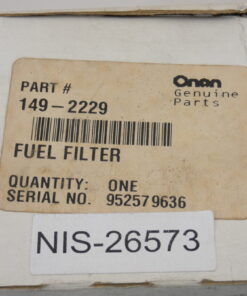 PART #
149-2229
Onan
Genuine
Parts
FUEL FILTER
QUANTITY: ONE
SERIAL NO. 952579636
NIS-26573